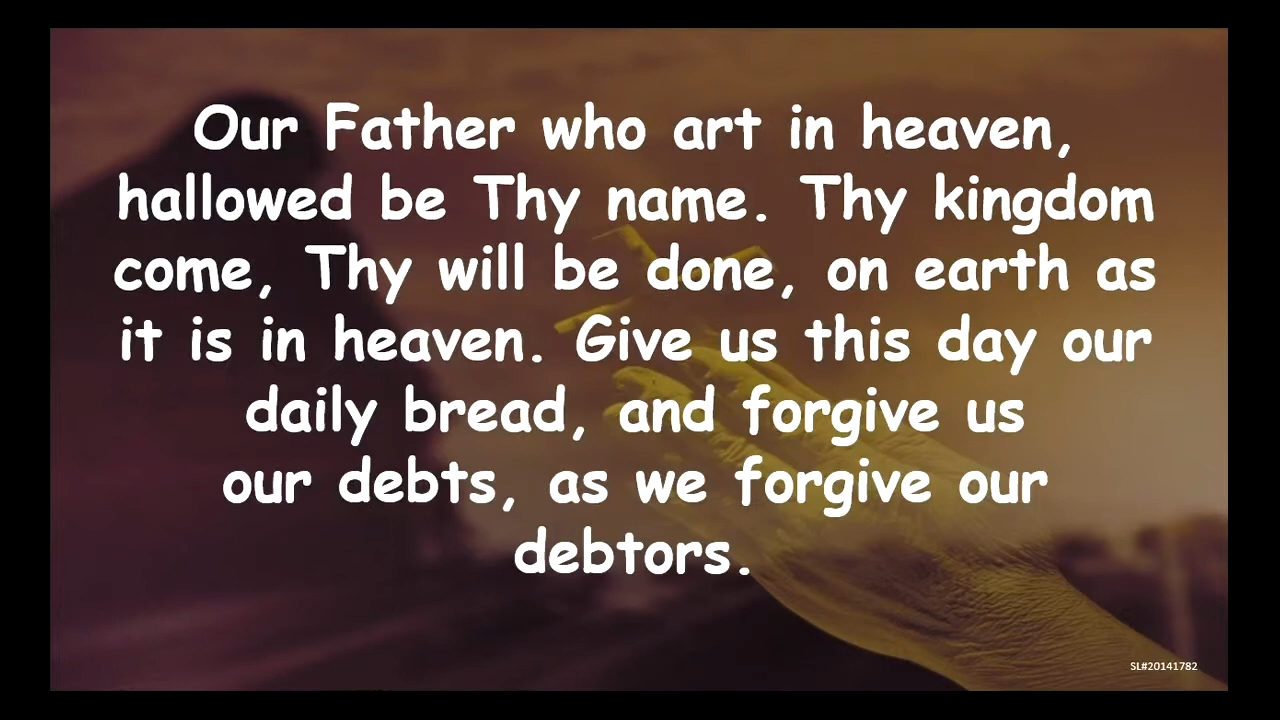 Our Father who art in heaven,
hallowed be Thy name. Thy kingdom
come, Thy will be done, on earth as
it is in heaven. Give us this day our
daily bread, and forgive us
our debts, as we forgive our
debtors.
SL#20141782